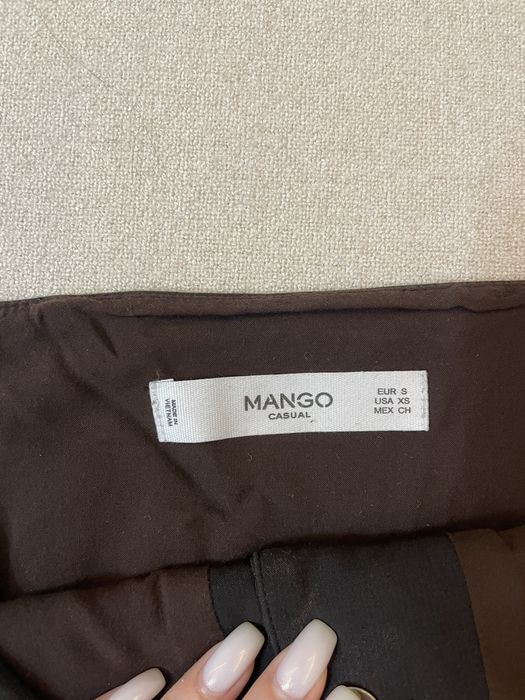 MADE IN
VIETNAM
MANGO
CASUAL
EUR S
USA XS
MEX CH